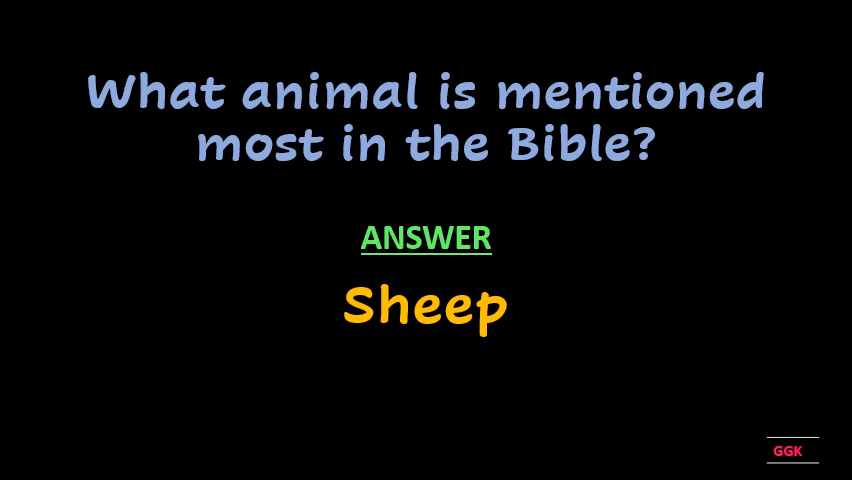 What animal is mentioned
most in the Bible?
ANSWER
Sheep
GGK